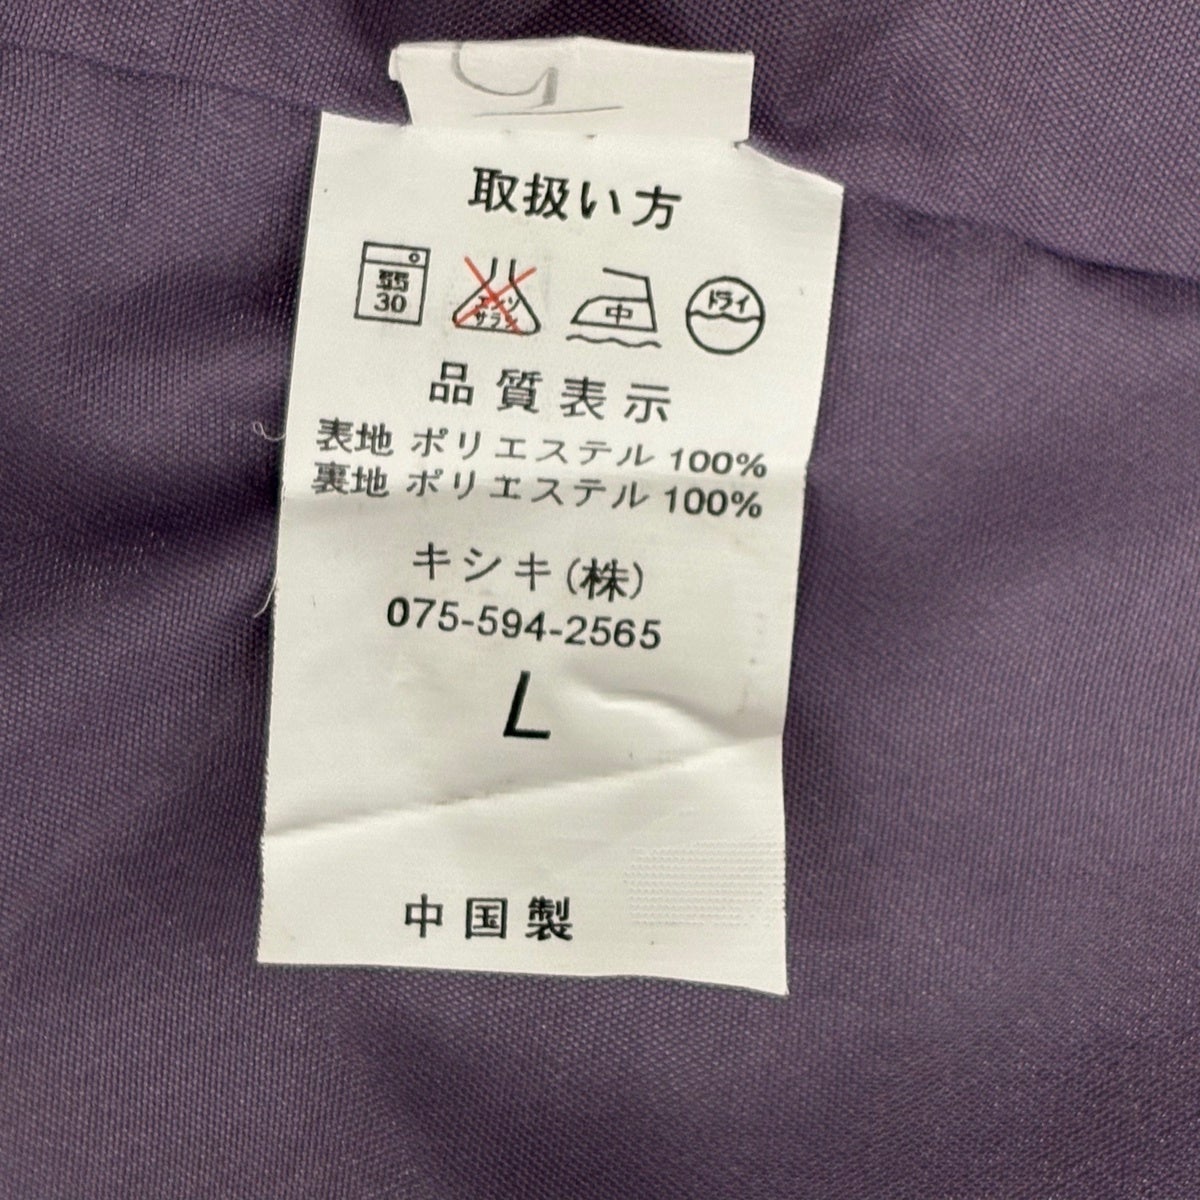 取扱い方
弱 30 エンソ サラシ 中 ドライ
品質表示
表地 ポリエステル 100%
裏地 ポリエステル 100%
キシキ(株)
075-594-2565
L
中国製